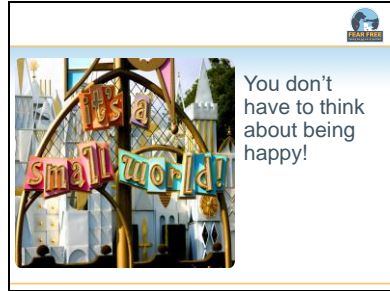 FEAR FREE
it's a
small world!
You don't
have to think
about being
happy!